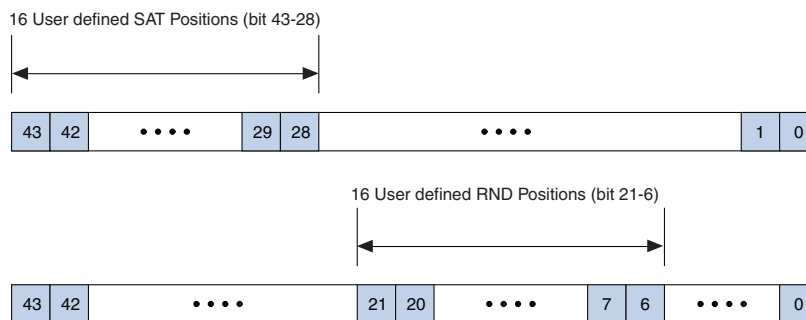 16 User defined SAT Positions (bit 43-28)
43 42 •••• 29 28 •••• 1 0
16 User defined RND Positions (bit 21-6)
43 42 •••• 21 20 •••• 7 6 •••• 0